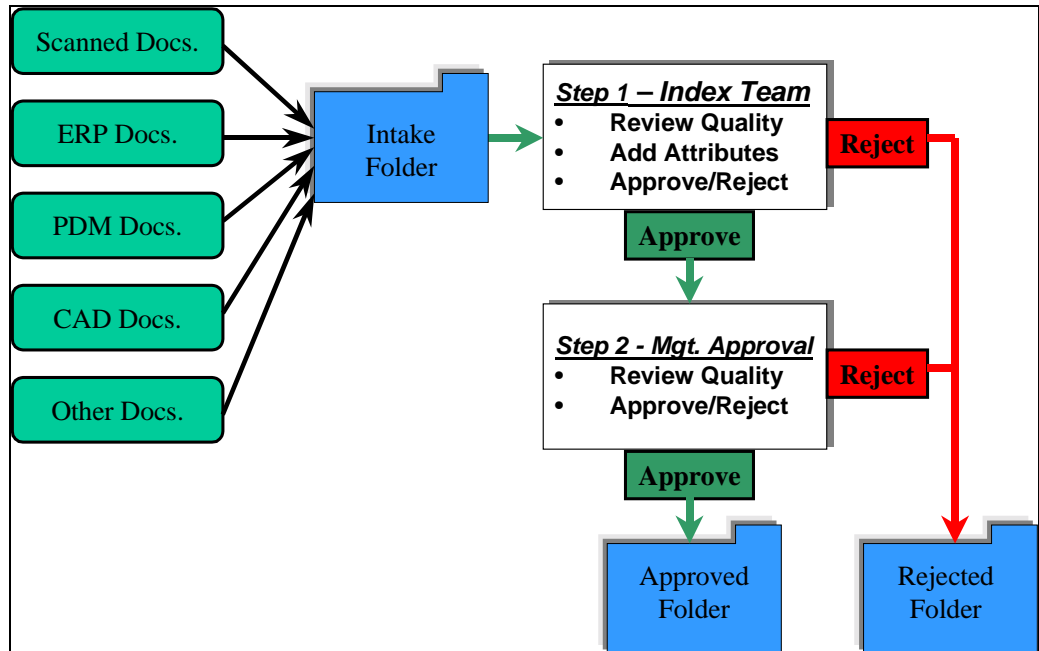 Scanned Docs.
ERP Docs.
PDM Docs.
CAD Docs.
Other Docs.
Intake
Folder
Step 1 – Index Team
• Review Quality
• Add Attributes
• Approve/Reject
Reject
Approve
Step 2 - Mgt. Approval
• Review Quality
• Approve/Reject
Reject
Approve
Approved
Folder
Rejected
Folder